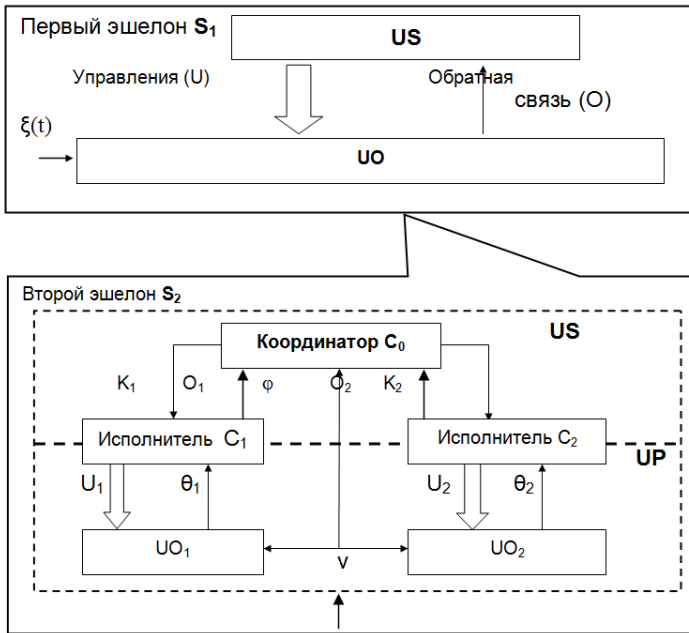 Первый эшелон S₁
US
Управления (U)
Обратная
связь (O)
ξ(t)
UO
Второй эшелон S₂
US
Координатор C₀
K₁ O₁ φ O₂ K₂
Исполнитель C₁
Исполнитель C₂
UP
U₁ θ₁ U₂ θ₂
UO₁
v
UO₂